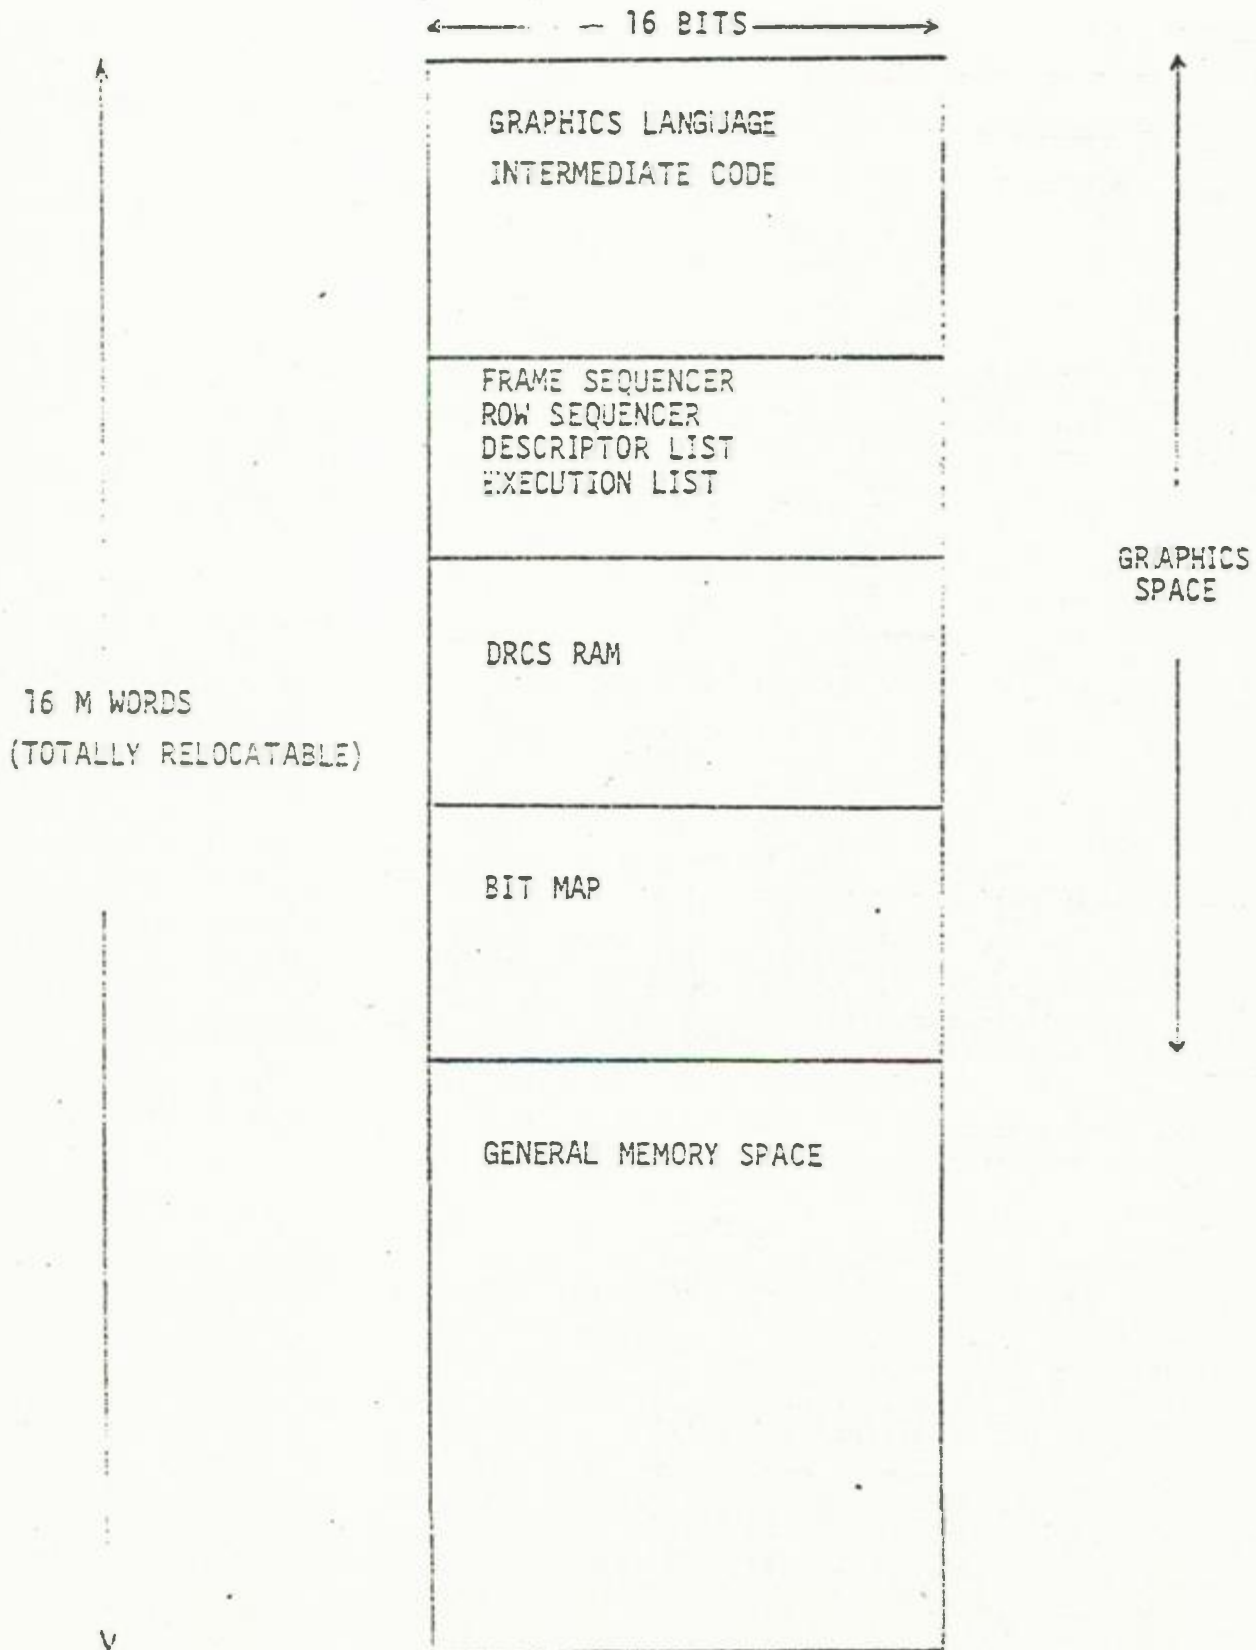 16 BITS
GRAPHICS LANGUAGE
INTERMEDIATE CODE
FRAME SEQUENCER
ROW SEQUENCER
DESCRIPTOR LIST
EXECUTION LIST
GRAPHICS
SPACE
DRCS RAM
16 M WORDS
(TOTALLY RELOCATABLE)
BIT MAP
GENERAL MEMORY SPACE